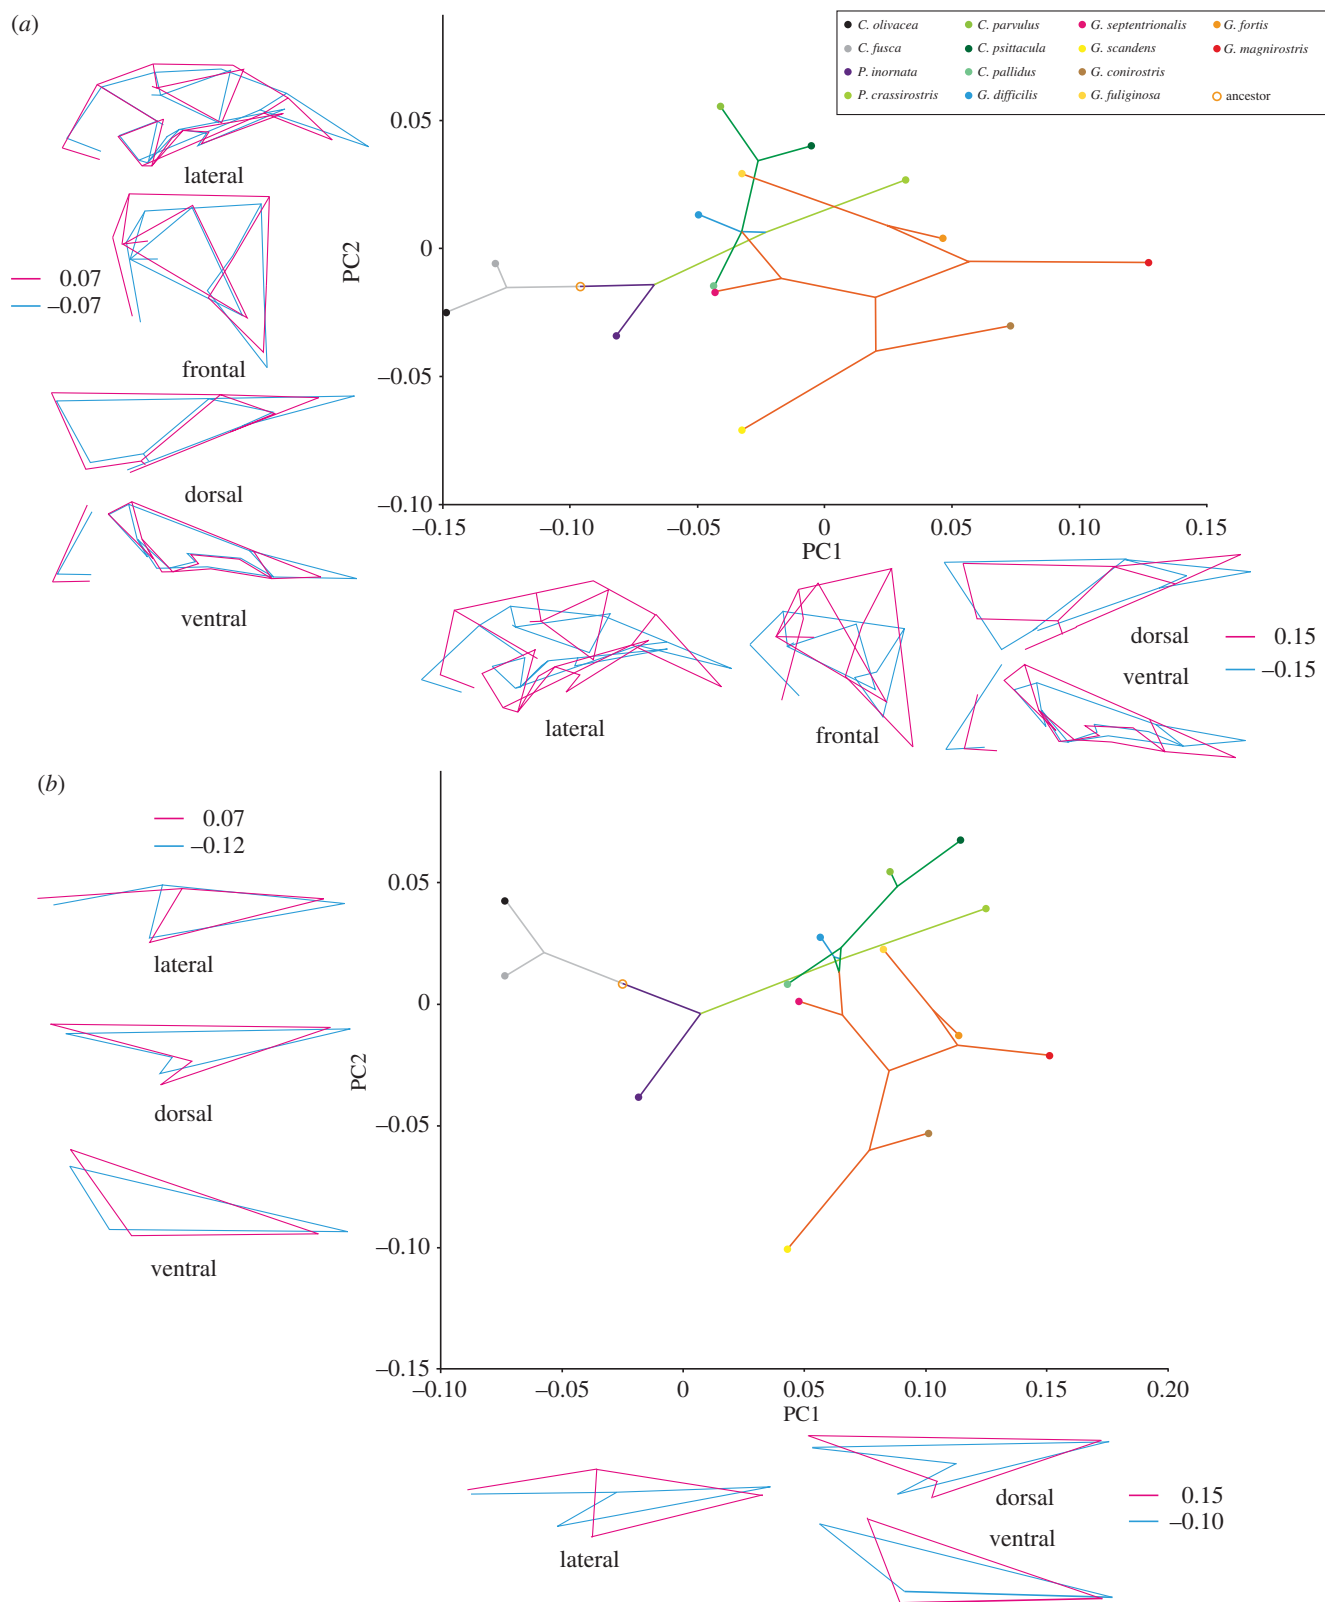 (a)
C. olivacea
C. fusca
P. inornata
P. crassirostris
C. parvulus
C. psittacula
C. pallidus
G. difficilis
G. septentrionalis
G. scandens
G. conirostris
G. fuliginosa
G. fortis
G. magnirostris
ancestor
lateral
0.07
–0.07
frontal
dorsal
ventral
PC2
0.05
0
–0.05
–0.10
–0.15
–0.10
–0.05
0
0.05
0.10
0.15
PC1
lateral
frontal
dorsal
ventral
0.15
–0.15
(b)
0.07
–0.12
lateral
dorsal
ventral
PC2
0.05
0
–0.05
–0.10
–0.15
–0.10
–0.05
0
0.05
0.10
0.15
0.20
PC1
lateral
dorsal
ventral
0.15
–0.10